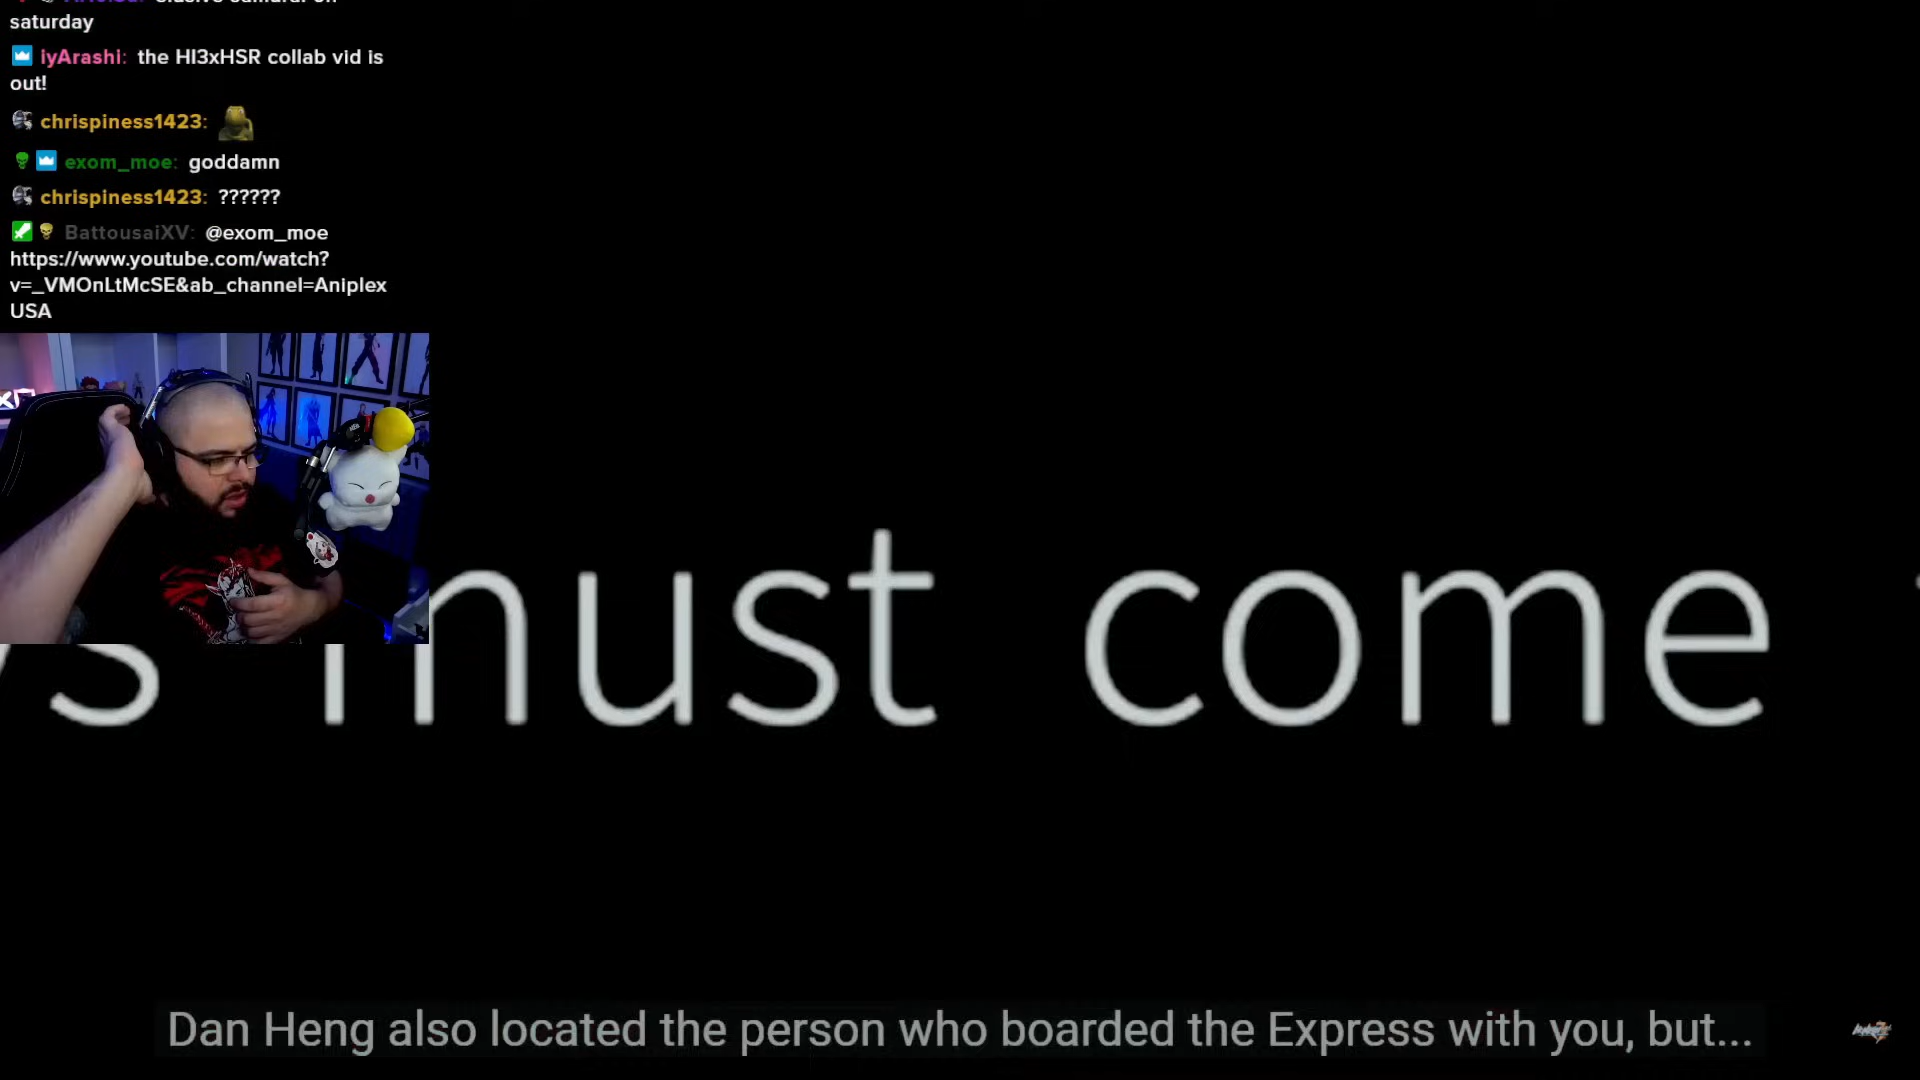 saturday
iyArashi: the HI3xHSR collab vid is
out!
chrispiness1423:
exom_moe: goddamn
chrispiness1423: ??????
BattousaiXV: @exom_moe
https://www.youtube.com/watch?
v=_VMOnLtMcSE&ab_channel=Aniplex
USA
must come
Dan Heng also located the person who boarded the Express with you, but...